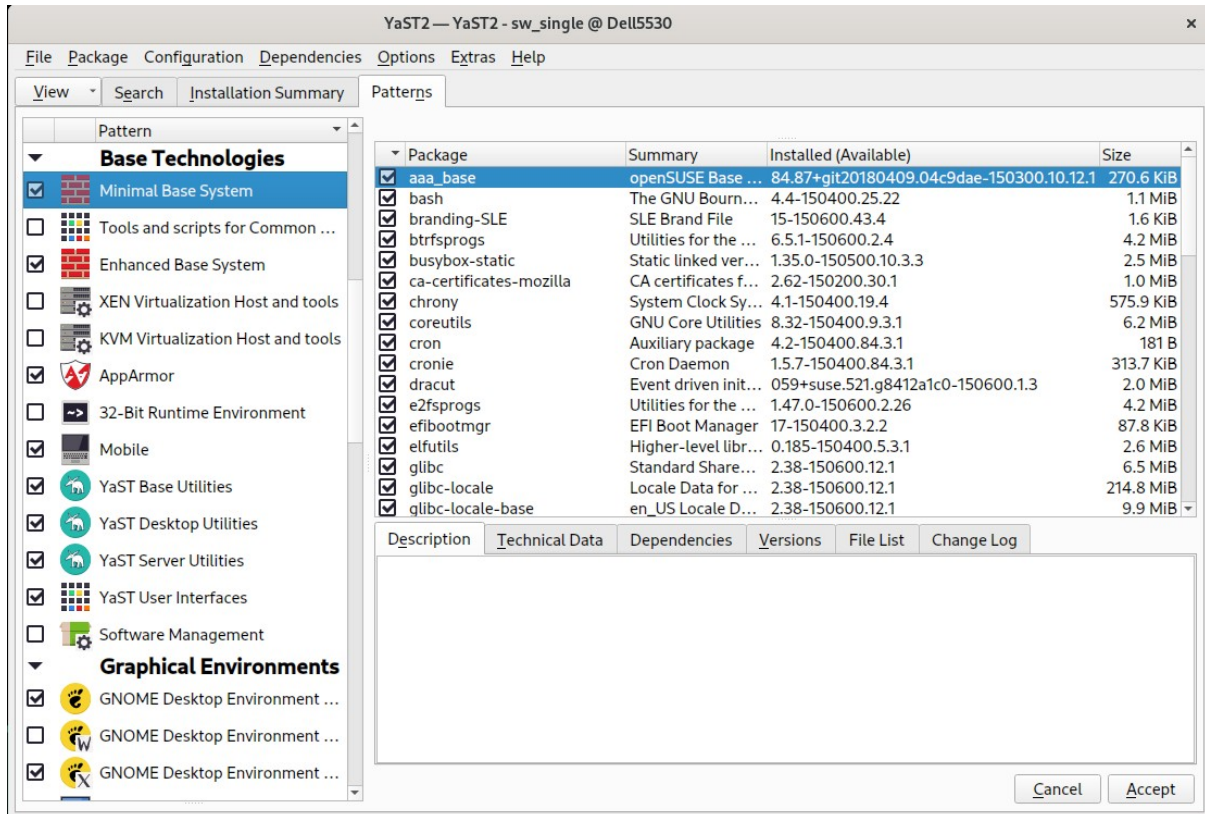 YaST2 — YaST2 - sw_single @ Dell5530
File Package Configuration Dependencies Options Extras Help
View Search Installation Summary Patterns
Pattern
Base Technologies
Minimal Base System
Tools and scripts for Common ...
Enhanced Base System
XEN Virtualization Host and tools
KVM Virtualization Host and tools
AppArmor
32-Bit Runtime Environment
Mobile
YaST Base Utilities
YaST Desktop Utilities
YaST Server Utilities
YaST User Interfaces
Software Management
Graphical Environments
GNOME Desktop Environment ...
GNOME Desktop Environment ...
GNOME Desktop Environment ...
Package Summary Installed (Available) Size
aaa_base openSUSE Base ... 84.87+git20180409.04c9dae-150300.10.12.1 270.6 KiB
bash The GNU Bourn... 4.4-150400.25.22 1.1 MiB
branding-SLE SLE Brand File 15-150600.43.4 1.6 KiB
btrfsprogs Utilities for the ... 6.5.1-150600.2.4 4.2 MiB
busybox-static Static linked ver... 1.35.0-150500.10.3.3 2.5 MiB
ca-certificates-mozilla CA certificates f... 2.62-150200.30.1 1.0 MiB
chrony System Clock Sy... 4.1-150400.19.4 575.9 KiB
coreutils GNU Core Utilities 8.32-150400.9.3.1 6.2 MiB
cron Auxiliary package 4.2-150400.84.3.1 181 B
cronie Cron Daemon 1.5.7-150400.84.3.1 313.7 KiB
dracut Event driven init... 059+suse.521.g8412a1c0-150600.1.3 2.0 MiB
e2fsprogs Utilities for the ... 1.47.0-150600.2.26 4.2 MiB
efibootmgr EFI Boot Manager 17-150400.3.2.2 87.8 KiB
elfutils Higher-level libr... 0.185-150400.5.3.1 2.6 MiB
glibc Standard Share... 2.38-150600.12.1 6.5 MiB
glibc-locale Locale Data for ... 2.38-150600.12.1 214.8 MiB
glibc-locale-base en_US Locale D... 2.38-150600.12.1 9.9 MiB
Description Technical Data Dependencies Versions File List Change Log
Cancel Accept